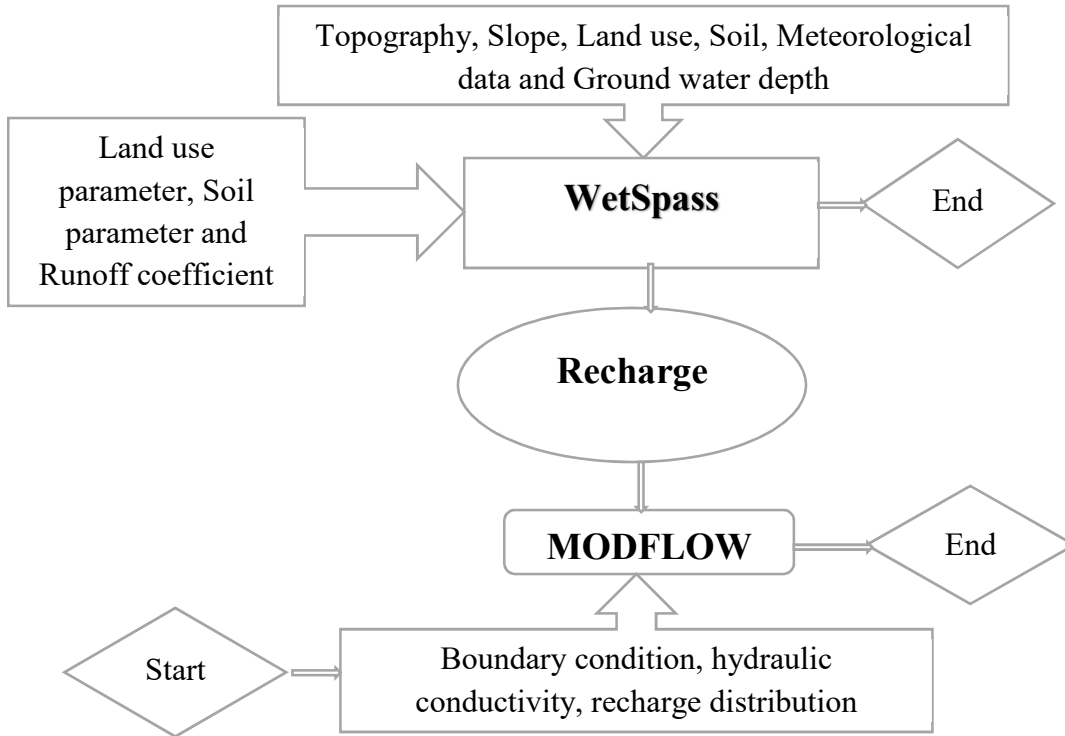 Topography, Slope, Land use, Soil, Meteorological
data and Ground water depth
Land use
parameter, Soil
parameter and
Runoff coefficient
WetSpass
End
Recharge
MODFLOW
End
Start
Boundary condition, hydraulic
conductivity, recharge distribution